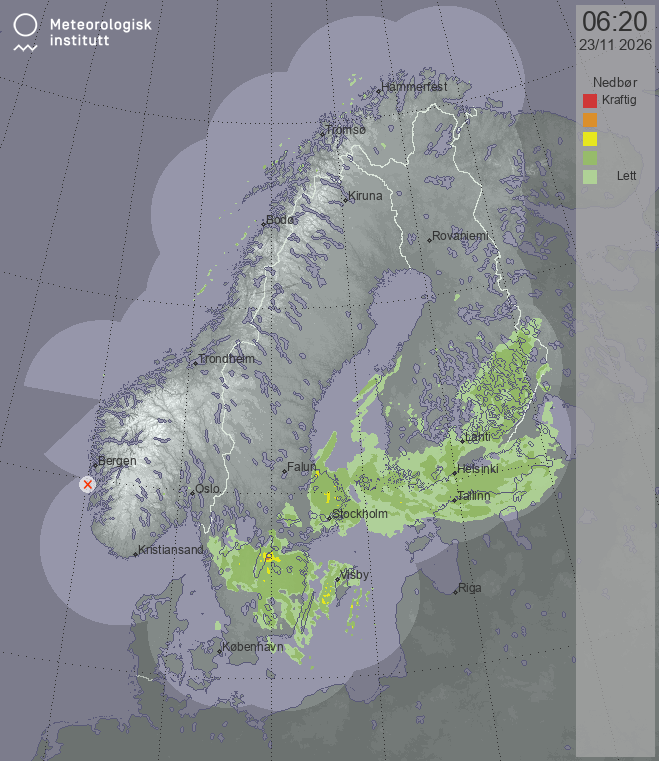 Meteorologisk
institutt
06:20
23/11 2026
Nedbør
Kraftig
Lett
Hammerfest
Tromsø
Kiruna
Bodø
Rovaniemi
Trondheim
Lahti
Bergen
Falun
Helsinki
Oslo
Tallinn
Stockholm
Kristiansand
Visby
Riga
København